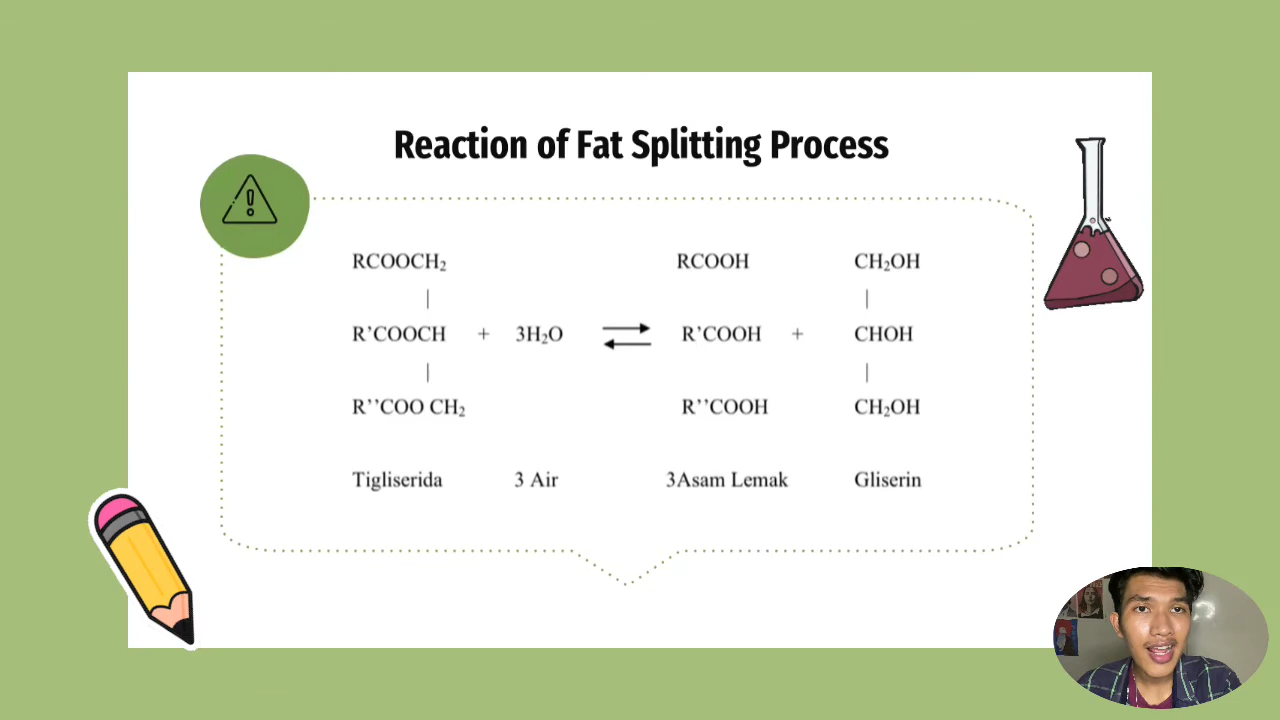 Reaction of Fat Splitting Process
RCOOCH₂ RCOOH CH₂OH
| |
R’COOCH + 3H₂O ⇄ R’COOH + CHOH
| |
R’’COO CH₂ R’’COOH CH₂OH
Tigliserida 3 Air 3Asam Lemak Gliserin